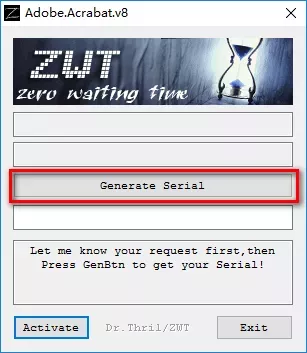 Adobe.Acrabat.v8
ZWT
zero waiting time
Generate Serial
Let me know your request first,then
Press GenBtn to get your Serial!
Activate
Dr.Thril/ZWT
Exit